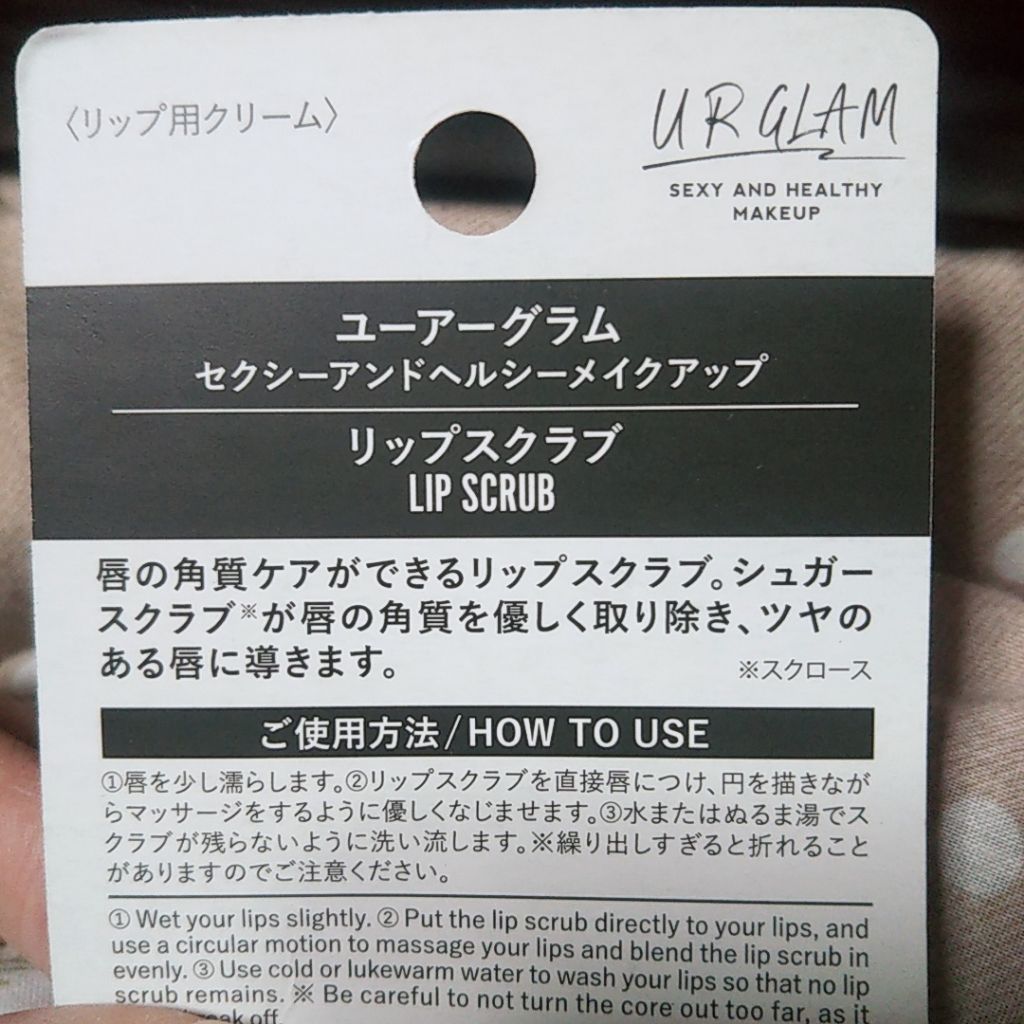 〈リップ用クリーム〉
UR GLAM
SEXY AND HEALTHY
MAKEUP
ユーアーグラム
セクシーアンドヘルシーメイクアップ
リップスクラブ
LIP SCRUB
唇の角質ケアができるリップスクラブ。シュガー
スクラブ※が唇の角質を優しく取り除き、ツヤの
ある唇に導きます。
※スクロース
ご使用方法/HOW TO USE
①唇を少し濡らします。②リップスクラブを直接唇につけ、円を描きなが
らマッサージをするように優しくなじませます。③水またはぬるま湯でス
クラブが残らないように洗い流します。※繰り出しすぎると折れること
がありますのでご注意ください。
① Wet your lips slightly. ② Put the lip scrub directly to your lips, and
use a circular motion to massage your lips and blend the lip scrub in
evenly. ③ Use cold or lukewarm water to wash your lips so that no lip
scrub remains. ※ Be careful to not turn the core out too far, as it
off.